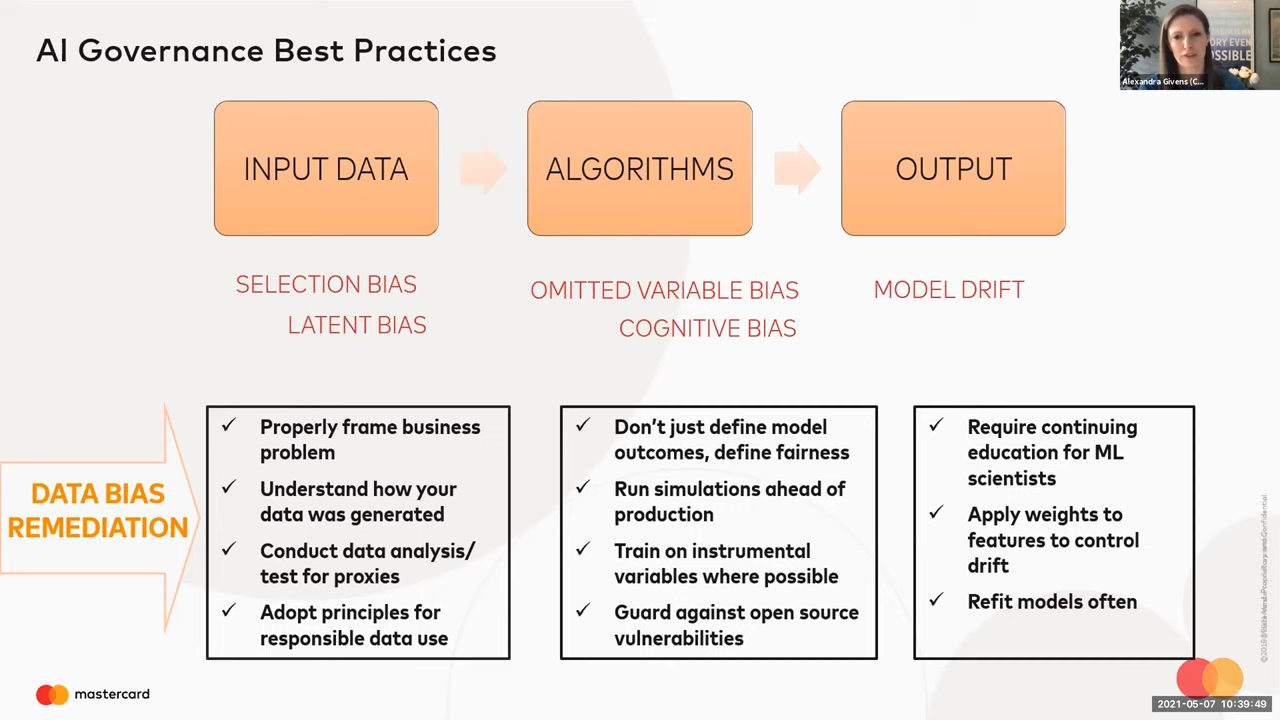 AI Governance Best Practices
ORY EVEN
OSSIBLE
Alexandra Givens (C...
INPUT DATA
ALGORITHMS
OUTPUT
SELECTION BIAS
LATENT BIAS
OMITTED VARIABLE BIAS
COGNITIVE BIAS
MODEL DRIFT
DATA BIAS
REMEDIATION
✓ Properly frame business
problem
✓ Understand how your
data was generated
✓ Conduct data analysis/
test for proxies
✓ Adopt principles for
responsible data use
✓ Don't just define model
outcomes, define fairness
✓ Run simulations ahead of
production
✓ Train on instrumental
variables where possible
✓ Guard against open source
vulnerabilities
✓ Require continuing
education for ML
scientists
✓ Apply weights to
features to control
drift
✓ Refit models often
mastercard
2021-05-07 10:39:49